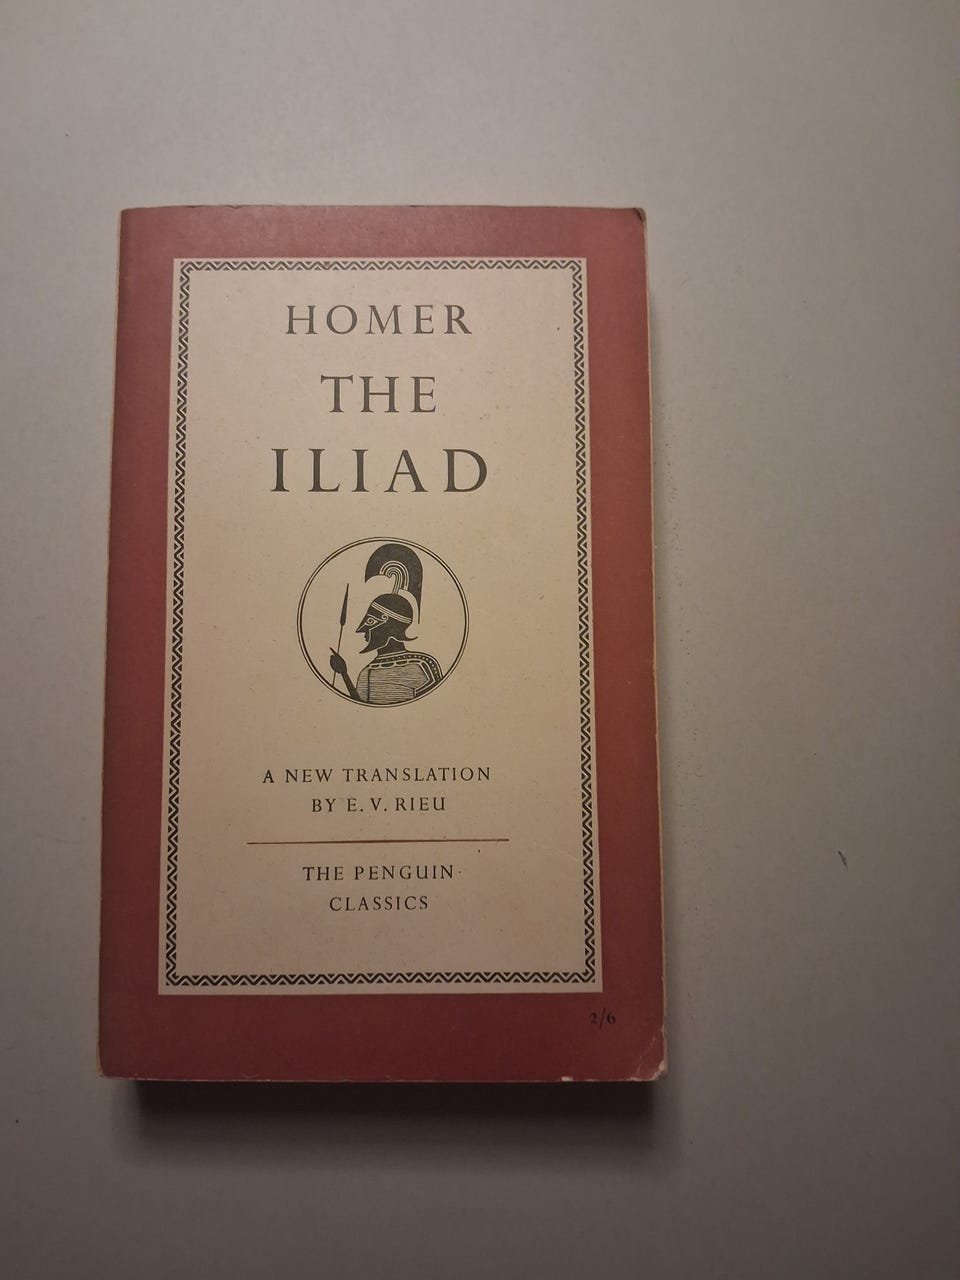 HOMER
THE
ILIAD
A NEW TRANSLATION
BY E. V. RIEU
THE PENGUIN
CLASSICS
2/6